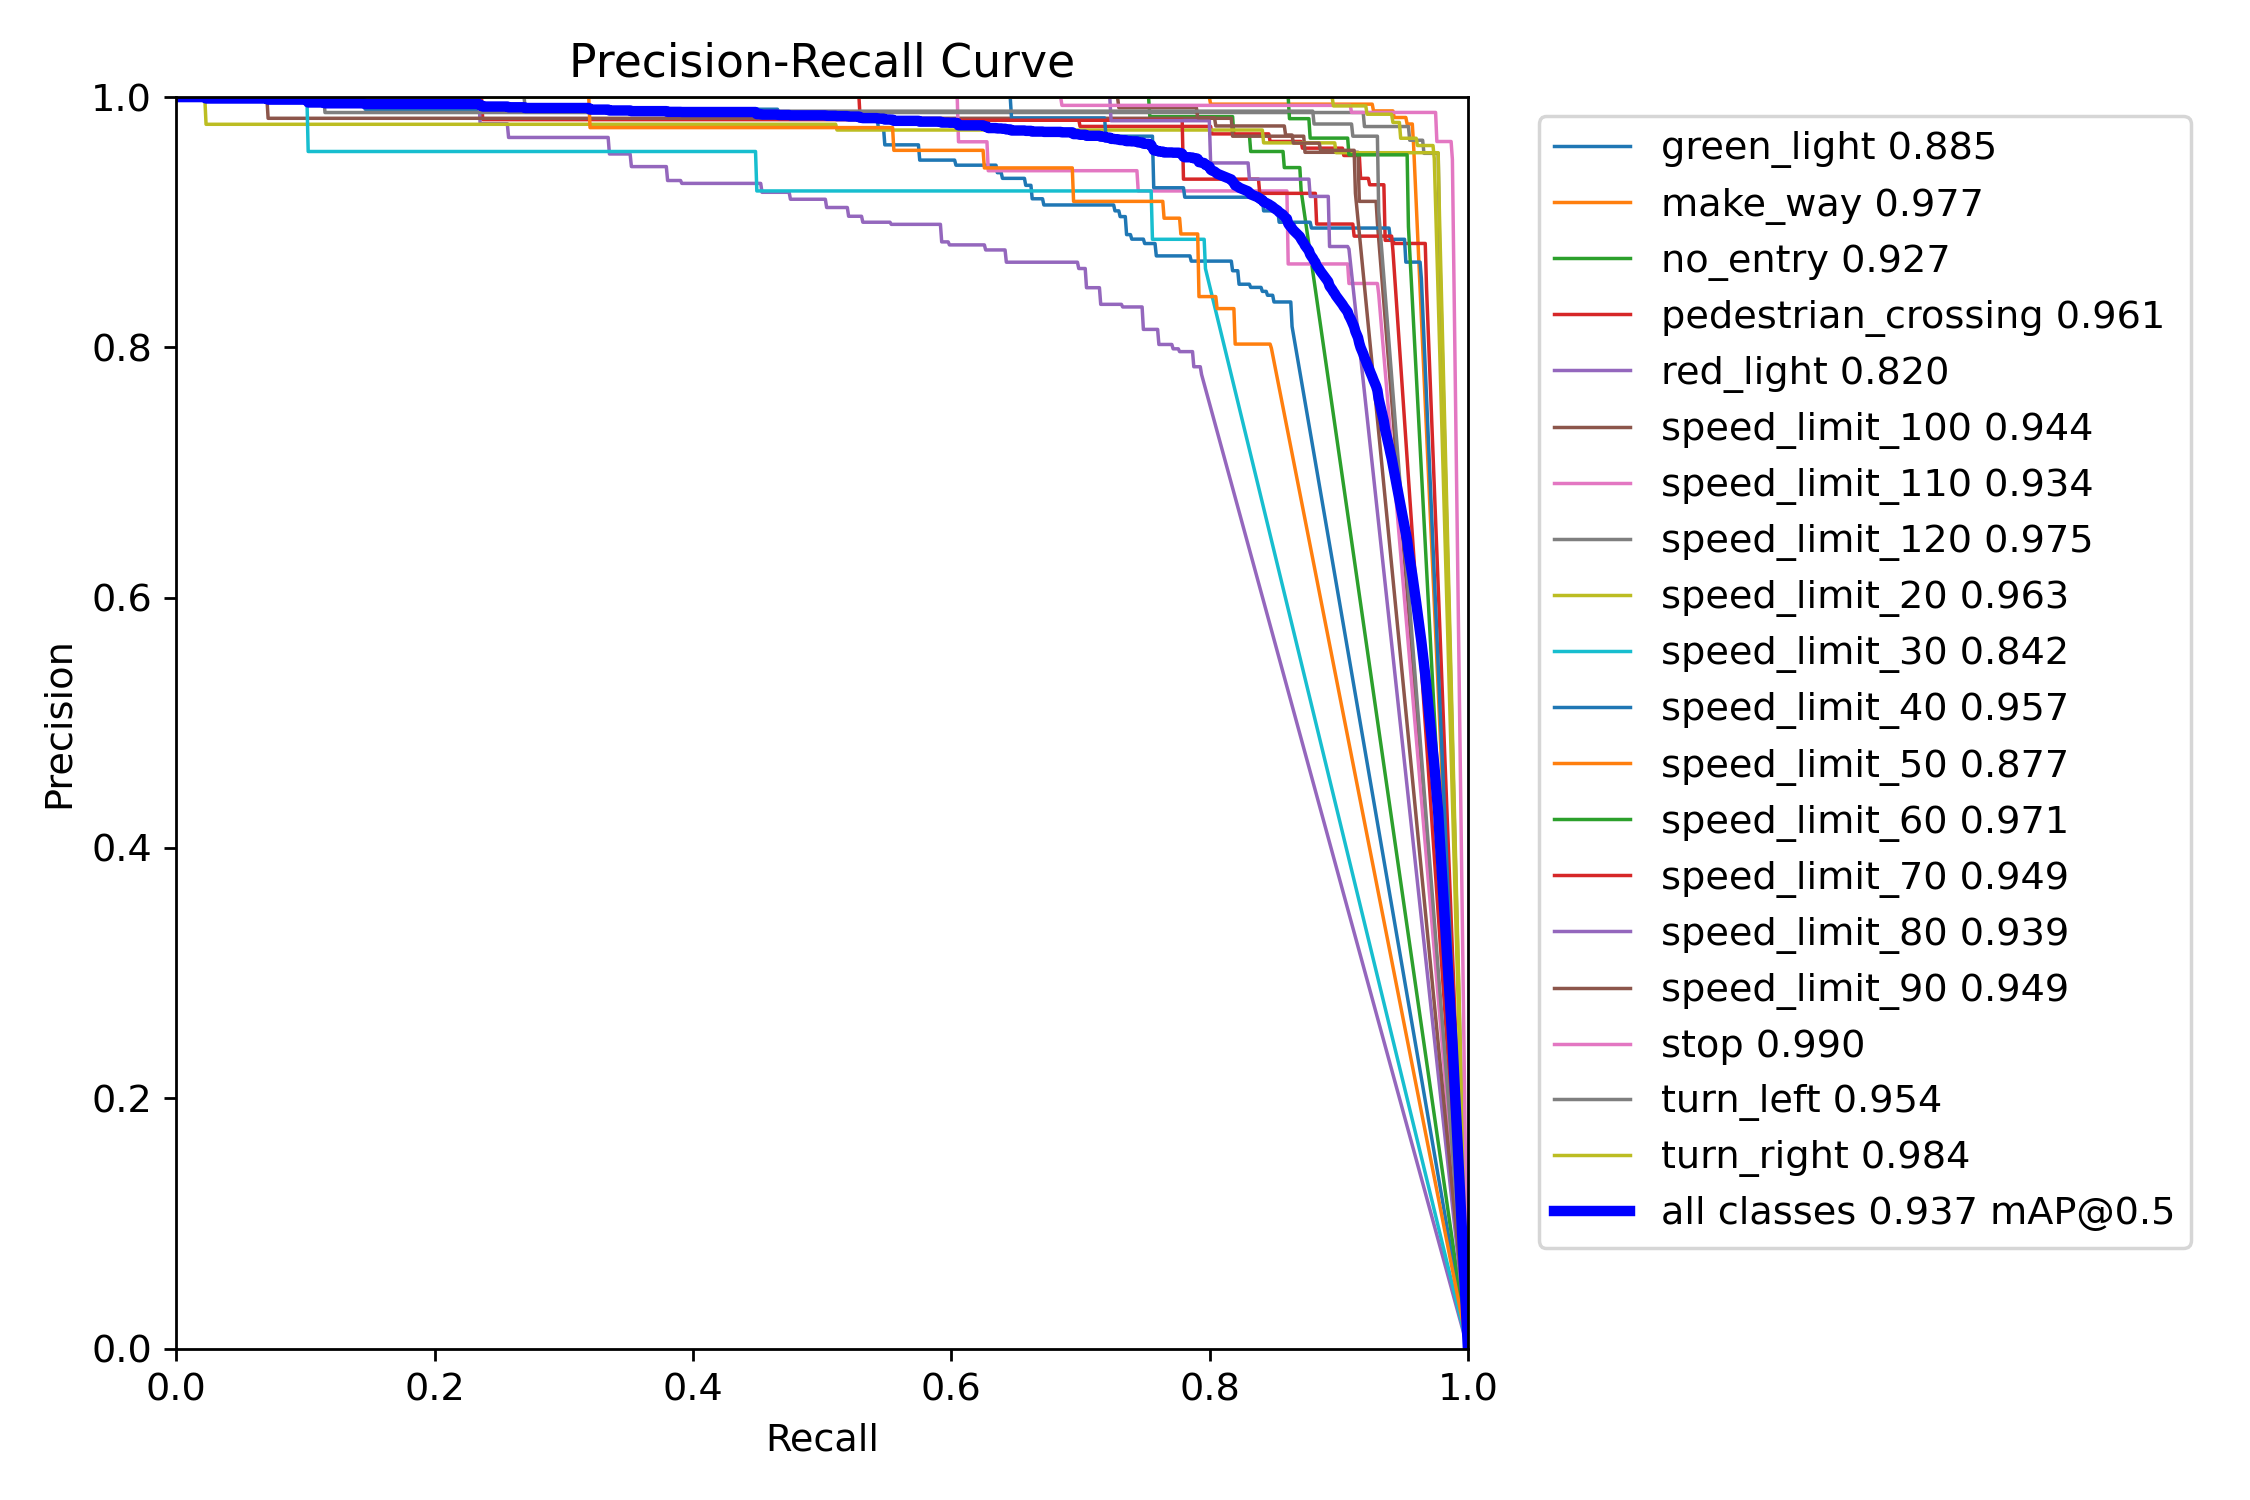 Precision-Recall Curve
1.0
0.8
0.6
0.4
0.2
0.0
Precision
0.0 0.2 0.4 0.6 0.8 1.0
Recall
green_light 0.885
make_way 0.977
no_entry 0.927
pedestrian_crossing 0.961
red_light 0.820
speed_limit_100 0.944
speed_limit_110 0.934
speed_limit_120 0.975
speed_limit_20 0.963
speed_limit_30 0.842
speed_limit_40 0.957
speed_limit_50 0.877
speed_limit_60 0.971
speed_limit_70 0.949
speed_limit_80 0.939
speed_limit_90 0.949
stop 0.990
turn_left 0.954
turn_right 0.984
all classes 0.937 mAP@0.5